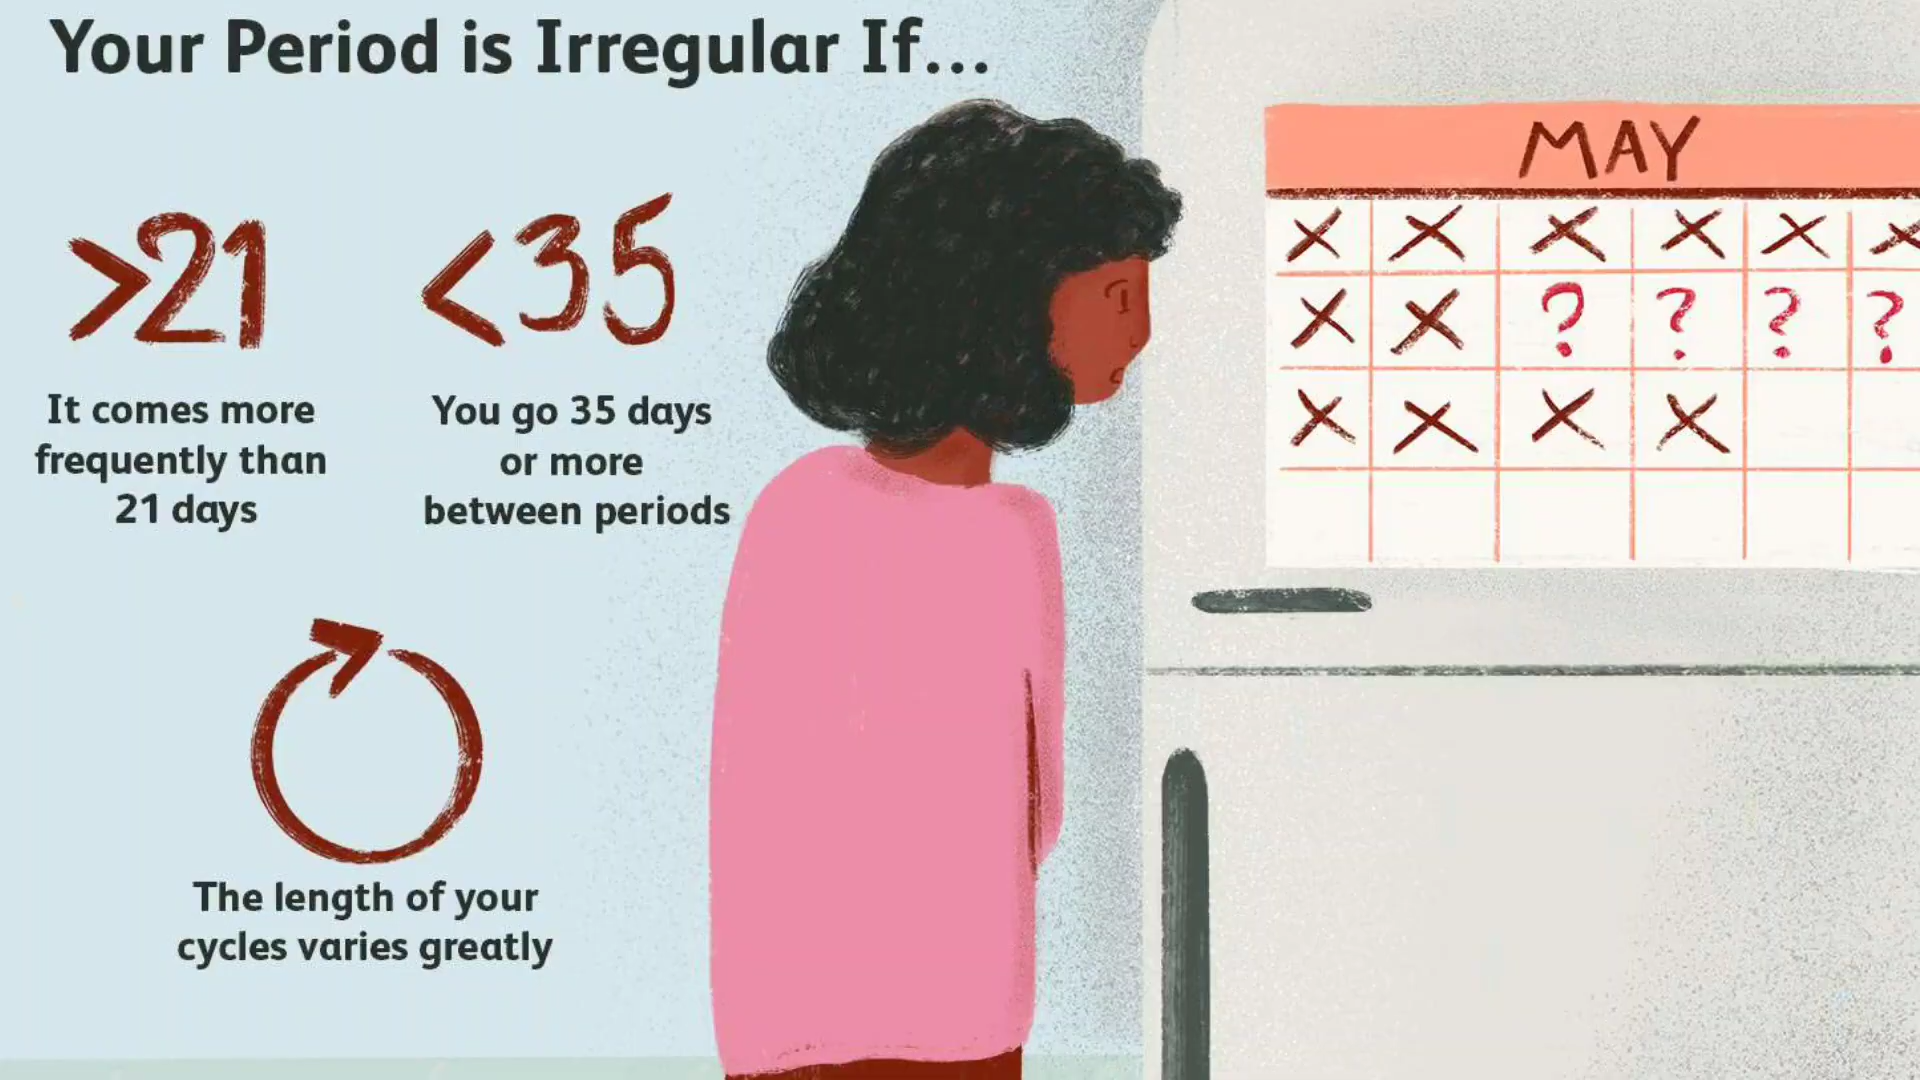 Your Period is Irregular If...
>21
It comes more
frequently than
21 days
<35
You go 35 days
or more
between periods
The length of your
cycles varies greatly
MAY
X X X X X X
X X ? ? ? ?
X X X X